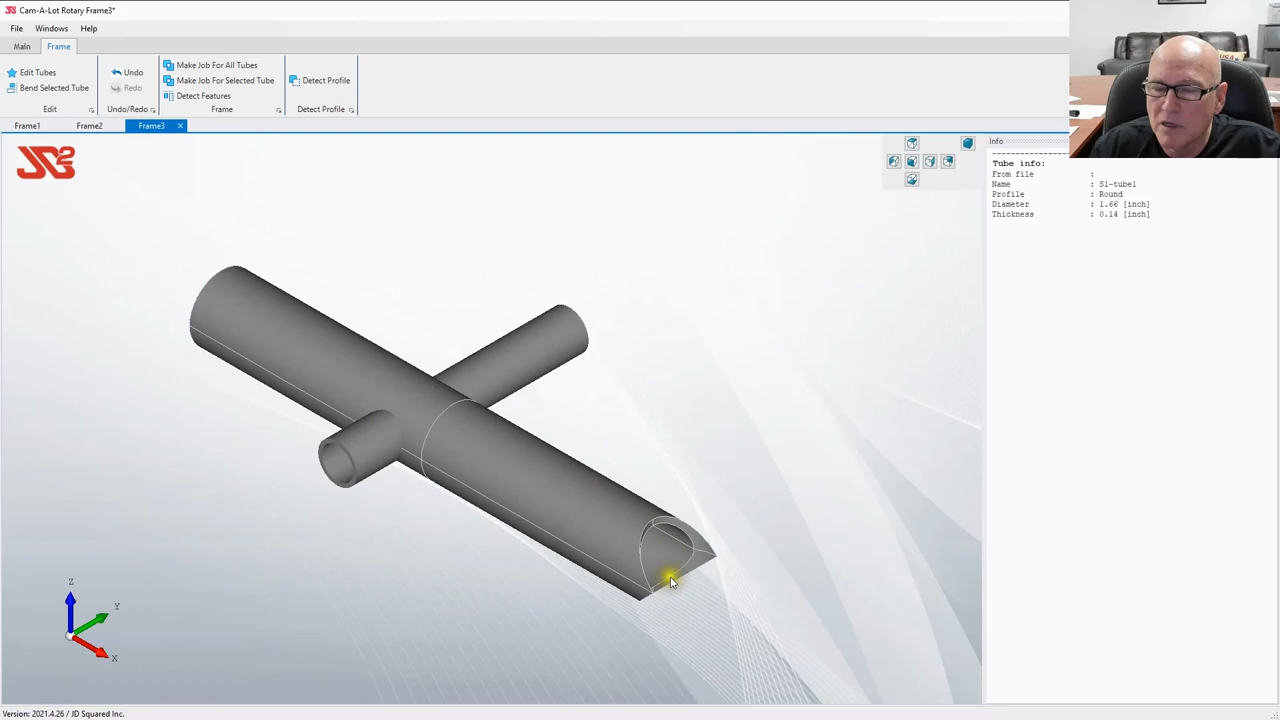 Cam-A-Lot Rotary Frame3*
File Windows Help
Main Frame
Edit Tubes
Bend Selected Tube
Edit
Undo
Redo
Undo/Redo
Make Job For All Tubes
Make Job For Selected Tube
Detect Features
Frame
Detect Profile
Detect Profile
Frame1 Frame2 Frame3
Info
Tube info:
From file :
Name : S1-tube1
Profile : Round
Diameter : 1.66 [inch]
Thickness : 0.14 [inch]
Z
Y
X
Version: 2021.4.26 / JD Squared Inc.